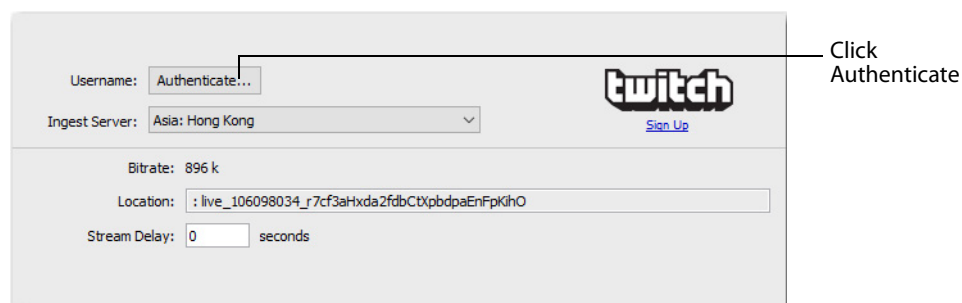 Click
Authenticate
Username: Authenticate...
twitch
Ingest Server: Asia: Hong Kong
Sign Up
Bitrate: 896 k
Location: : live_106098034_r7cf3aHxda2fdbCtXpbdpaEnFpKihO
Stream Delay: 0 seconds